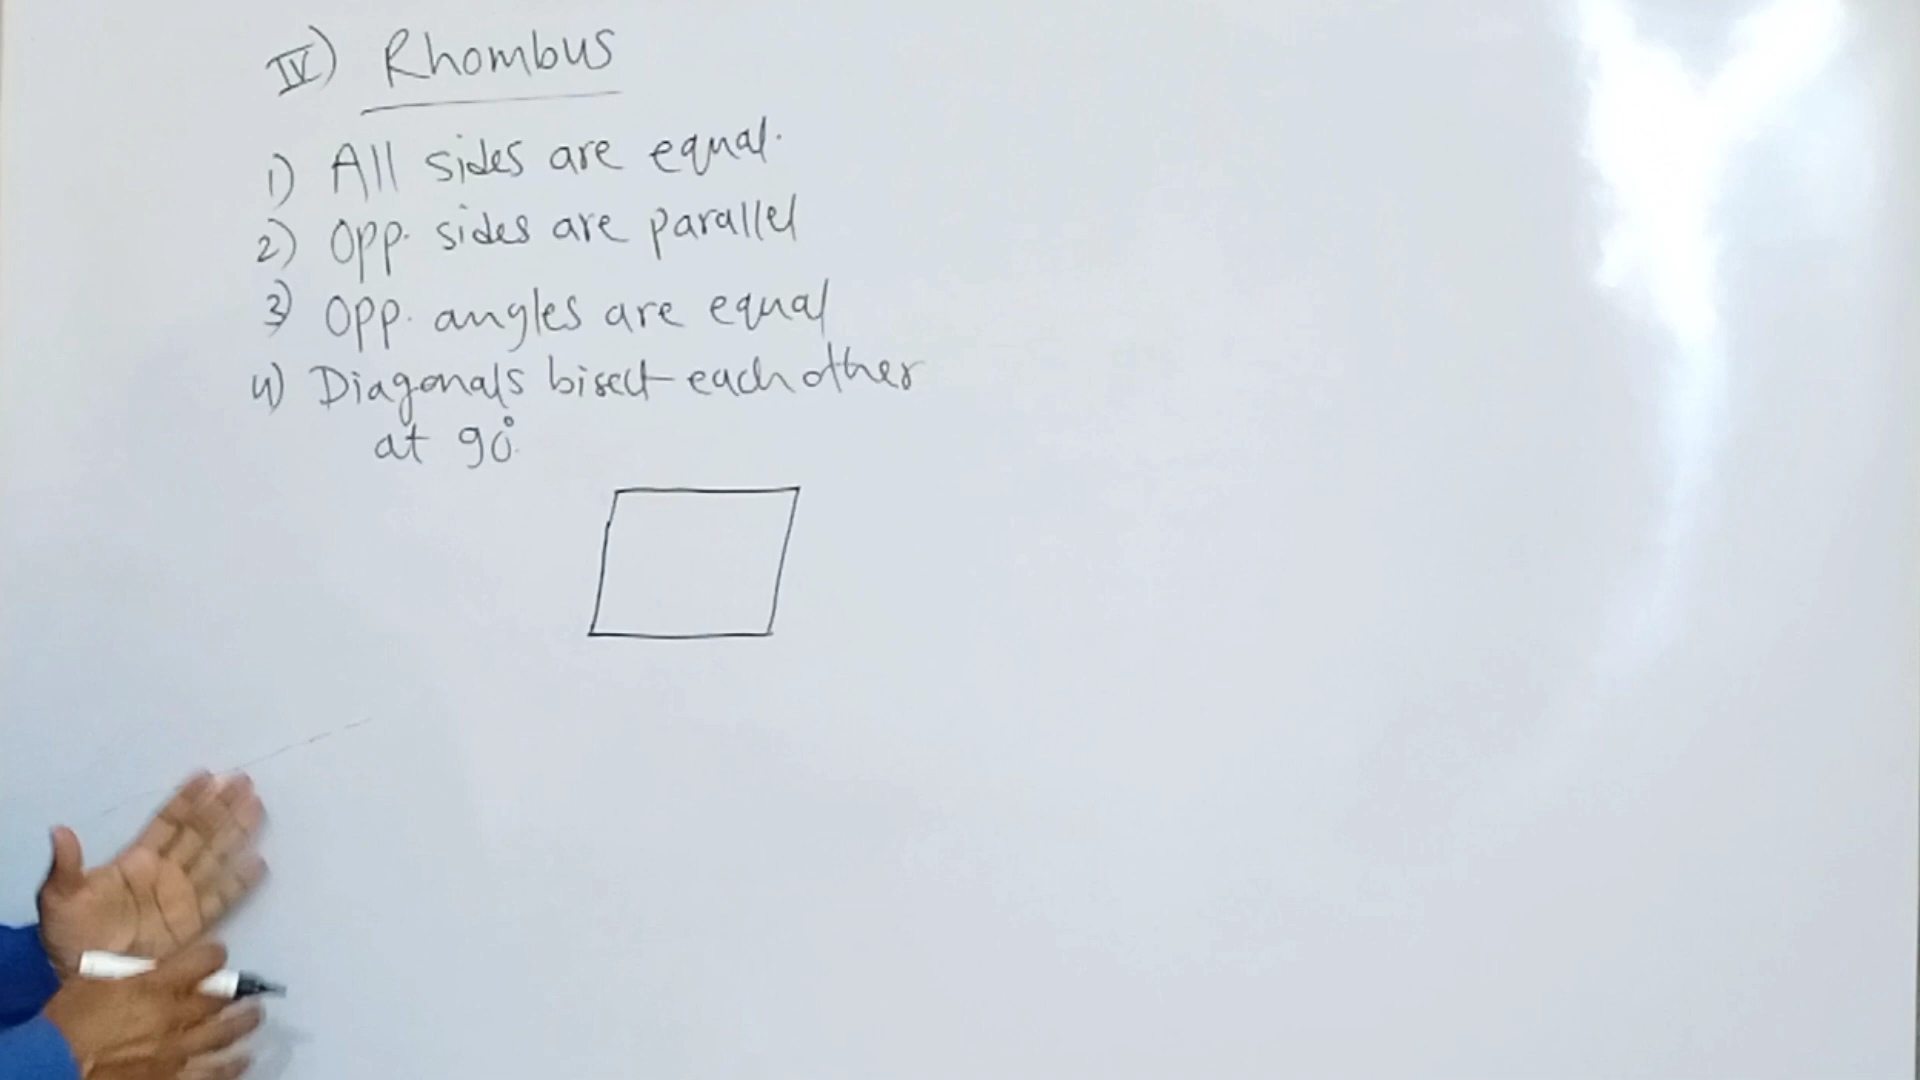 IV) Rhombus
1) All sides are equal.
2) Opp. sides are parallel
3) Opp. angles are equal
4) Diagonals bisect each other
at 90°.